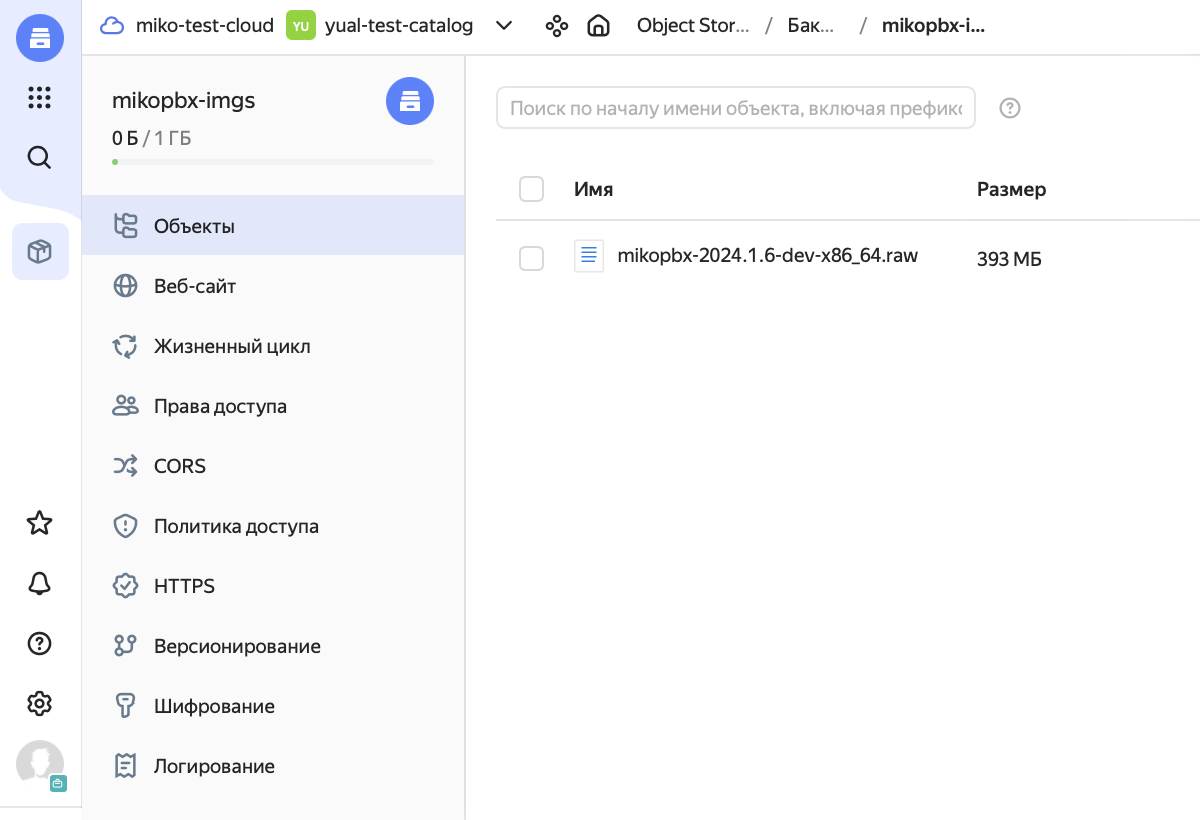 miko-test-cloud YU yual-test-catalog Object Stor... / Бак... / mikopbx-i...
mikopbx-imgs
0 Б / 1 ГБ
Объекты
Веб-сайт
Жизненный цикл
Права доступа
CORS
Политика доступа
HTTPS
Версионирование
Шифрование
Логирование
Поиск по началу имени объекта, включая префикс
Имя Размер
mikopbx-2024.1.6-dev-x86_64.raw 393 МБ